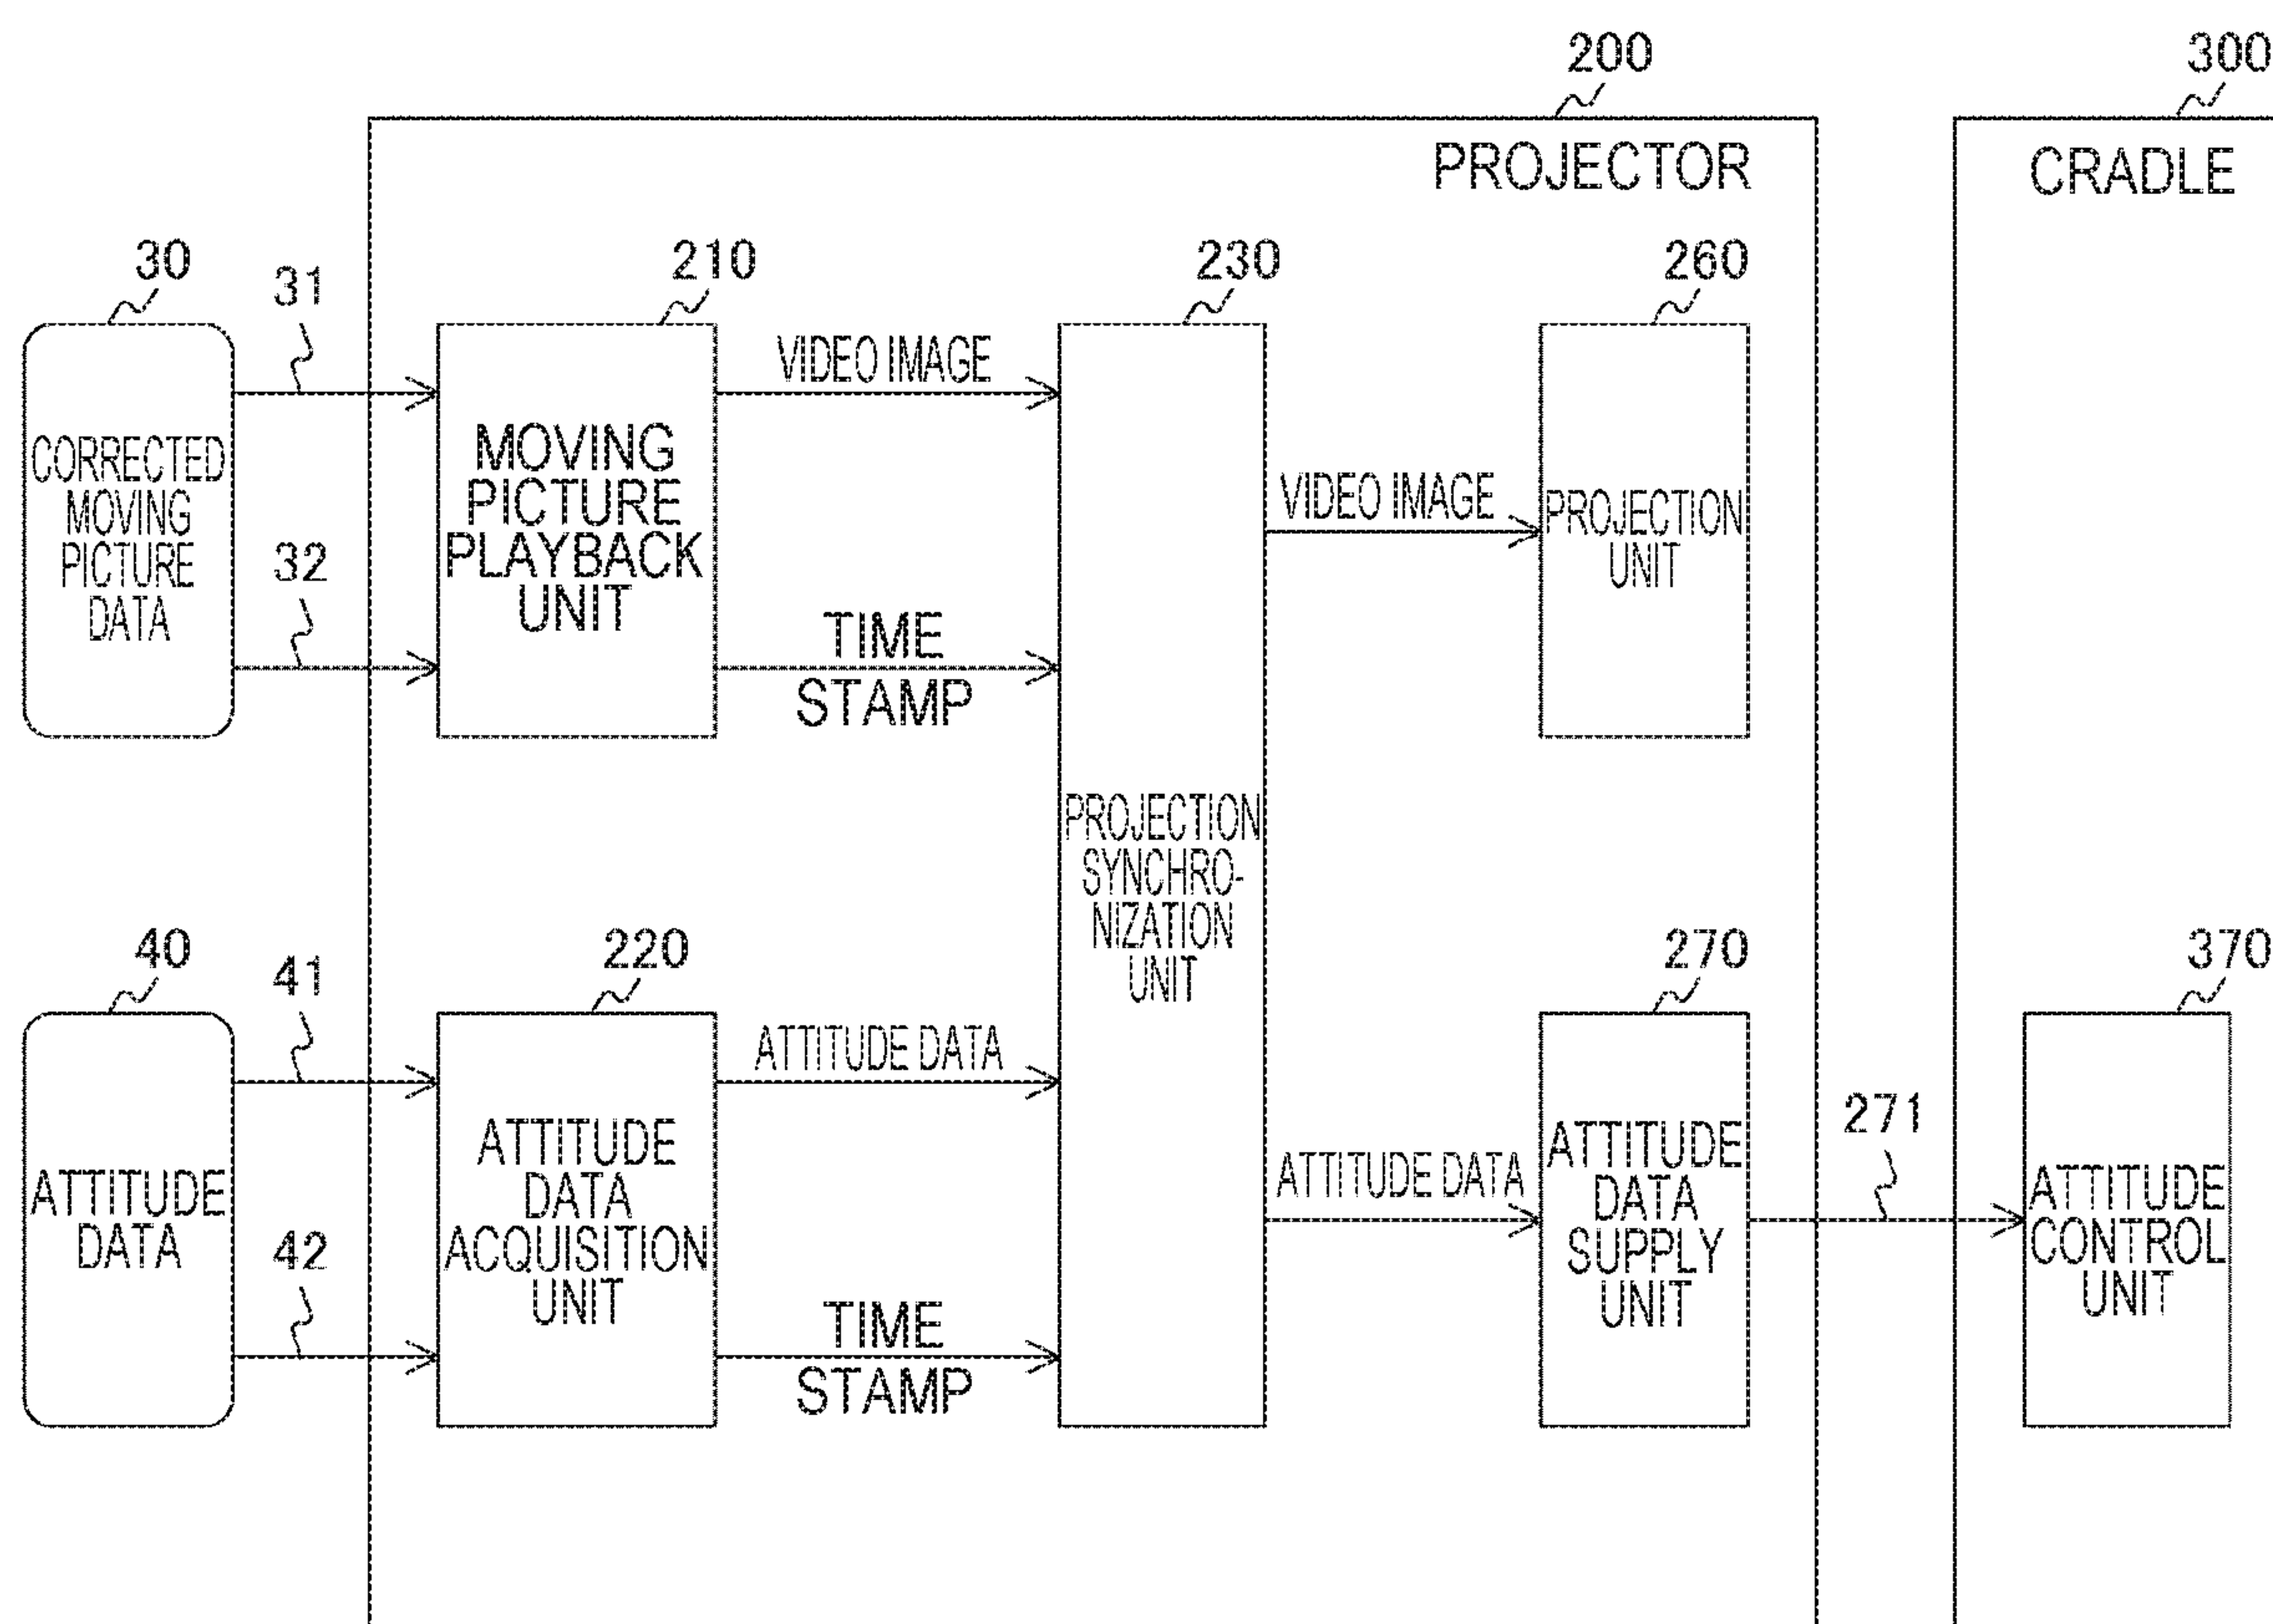 200
300
PROJECTOR
CRADLE
30
31
210
230
260
VIDEO IMAGE
CORRECTED
MOVING
PICTURE
DATA
MOVING
PICTURE
PLAYBACK
UNIT
VIDEO IMAGE
PROJECTION
UNIT
32
TIME
STAMP
PROJECTION
SYNCHRO-
NIZATION
UNIT
40
41
220
270
370
ATTITUDE DATA
271
ATTITUDE
DATA
ATTITUDE
DATA
ACQUISITION
UNIT
ATTITUDE DATA
ATTITUDE
DATA
SUPPLY
UNIT
ATTITUDE
CONTROL
UNIT
42
TIME
STAMP